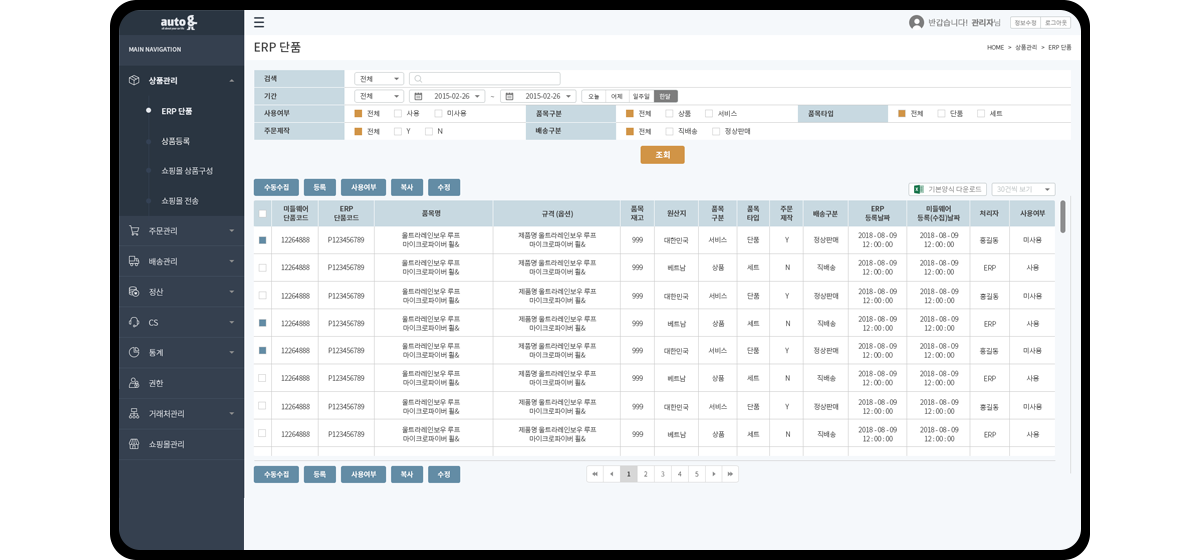 auto g
반갑습니다! 관리자님 정보수정 로그아웃
MAIN NAVIGATION
ERP 단품
HOME > 상품관리 > ERP 단품
상품관리
ERP 단품
상품등록
쇼핑몰 상품구성
쇼핑몰 전송
주문관리
배송관리
정산
CS
통계
권한
거래처관리
쇼핑몰관리
검색 전체
기간 전체 2015-02-26 ~ 2015-02-26 오늘 어제 일주일 한달
사용여부 전체 사용 미사용 품목구분 전체 상품 서비스 품목타입 전체 단품 세트
주문제작 전체 Y N 배송구분 전체 직배송 정상판매
조회
수동수집 등록 사용여부 복사 수정 기본양식 다운로드 30건씩 보기
미들웨어 단품코드 ERP 단품코드 품목명 규격 (옵션) 품목 재고 원산지 품목 구분 품목 타입 주문 제작 배송구분 ERP 등록날짜 미들웨어 등록(수집)날짜 처리자 사용여부
12264888 P123456789 울트라레인보우 루프 마이크로파이버 휠& 제품명 울트라레인보우 루프 마이크로파이버 휠& 999 대한민국 서비스 단품 Y 정상판매 2018 - 08 - 09 12 : 00 : 00 2018 - 08 - 09 12 : 00 : 00 홍길동 미사용
12264888 P123456789 울트라레인보우 루프 마이크로파이버 휠& 제품명 울트라레인보우 루프 마이크로파이버 휠& 999 베트남 상품 세트 N 직배송 2018 - 08 - 09 12 : 00 : 00 2018 - 08 - 09 12 : 00 : 00 ERP 사용
12264888 P123456789 울트라레인보우 루프 마이크로파이버 휠& 제품명 울트라레인보우 루프 마이크로파이버 휠& 999 대한민국 서비스 단품 Y 정상판매 2018 - 08 - 09 12 : 00 : 00 2018 - 08 - 09 12 : 00 : 00 홍길동 미사용
12264888 P123456789 울트라레인보우 루프 마이크로파이버 휠& 제품명 울트라레인보우 루프 마이크로파이버 휠& 999 베트남 상품 세트 N 직배송 2018 - 08 - 09 12 : 00 : 00 2018 - 08 - 09 12 : 00 : 00 ERP 사용
12264888 P123456789 울트라레인보우 루프 마이크로파이버 휠& 제품명 울트라레인보우 루프 마이크로파이버 휠& 999 대한민국 서비스 단품 Y 정상판매 2018 - 08 - 09 12 : 00 : 00 2018 - 08 - 09 12 : 00 : 00 홍길동 미사용
12264888 P123456789 울트라레인보우 루프 마이크로파이버 휠& 제품명 울트라레인보우 루프 마이크로파이버 휠& 999 베트남 상품 세트 N 직배송 2018 - 08 - 09 12 : 00 : 00 2018 - 08 - 09 12 : 00 : 00 ERP 사용
12264888 P123456789 울트라레인보우 루프 마이크로파이버 휠& 제품명 울트라레인보우 루프 마이크로파이버 휠& 999 대한민국 서비스 단품 Y 정상판매 2018 - 08 - 09 12 : 00 : 00 2018 - 08 - 09 12 : 00 : 00 홍길동 미사용
12264888 P123456789 울트라레인보우 루프 마이크로파이버 휠& 제품명 울트라레인보우 루프 마이크로파이버 휠& 999 베트남 상품 세트 N 직배송 2018 - 08 - 09 12 : 00 : 00 2018 - 08 - 09 12 : 00 : 00 ERP 사용
수동수집 등록 사용여부 복사 수정 1 2 3 4 5